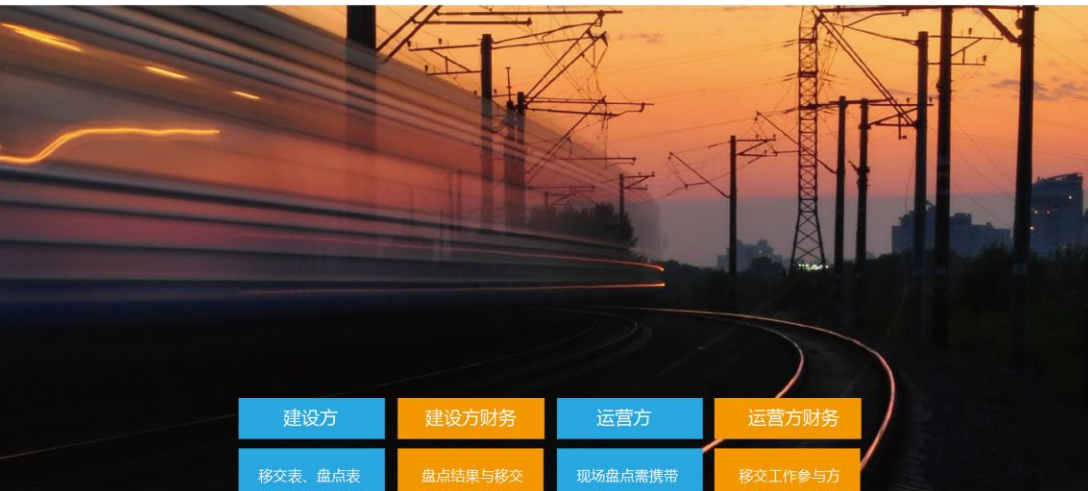 建设方
建设方财务
运营方
运营方财务
移交表、盘点表
盘点结果与移交
现场盘点需携带
移交工作参与方